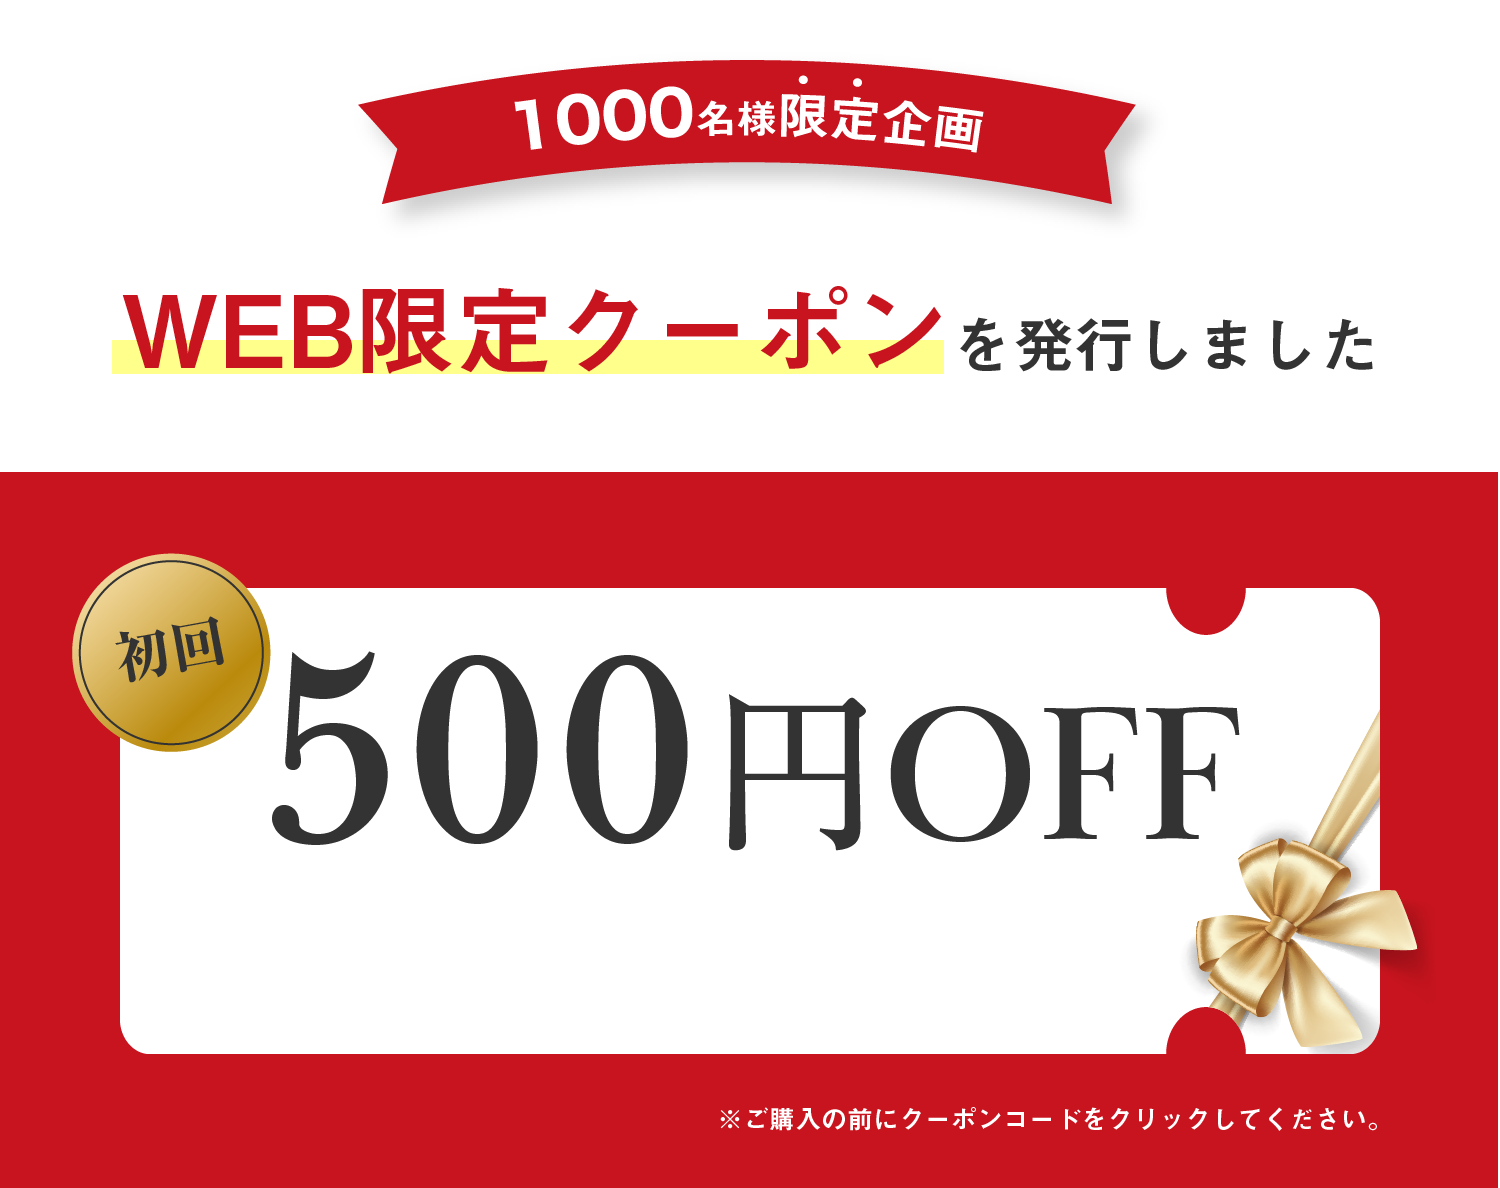 1000名様限定企画
WEB限定クーポンを発行しました
初回
500円OFF
※ご購入の前にクーポンコードをクリックしてください。